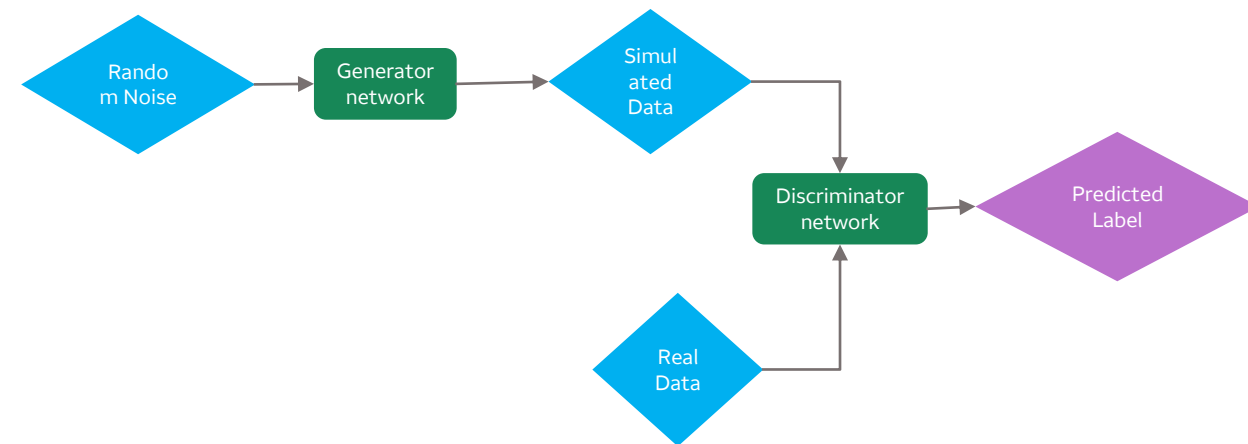 Rando
m Noise
Generator
network
Simul
ated
Data
Discriminator
network
Predicted
Label
Real
Data